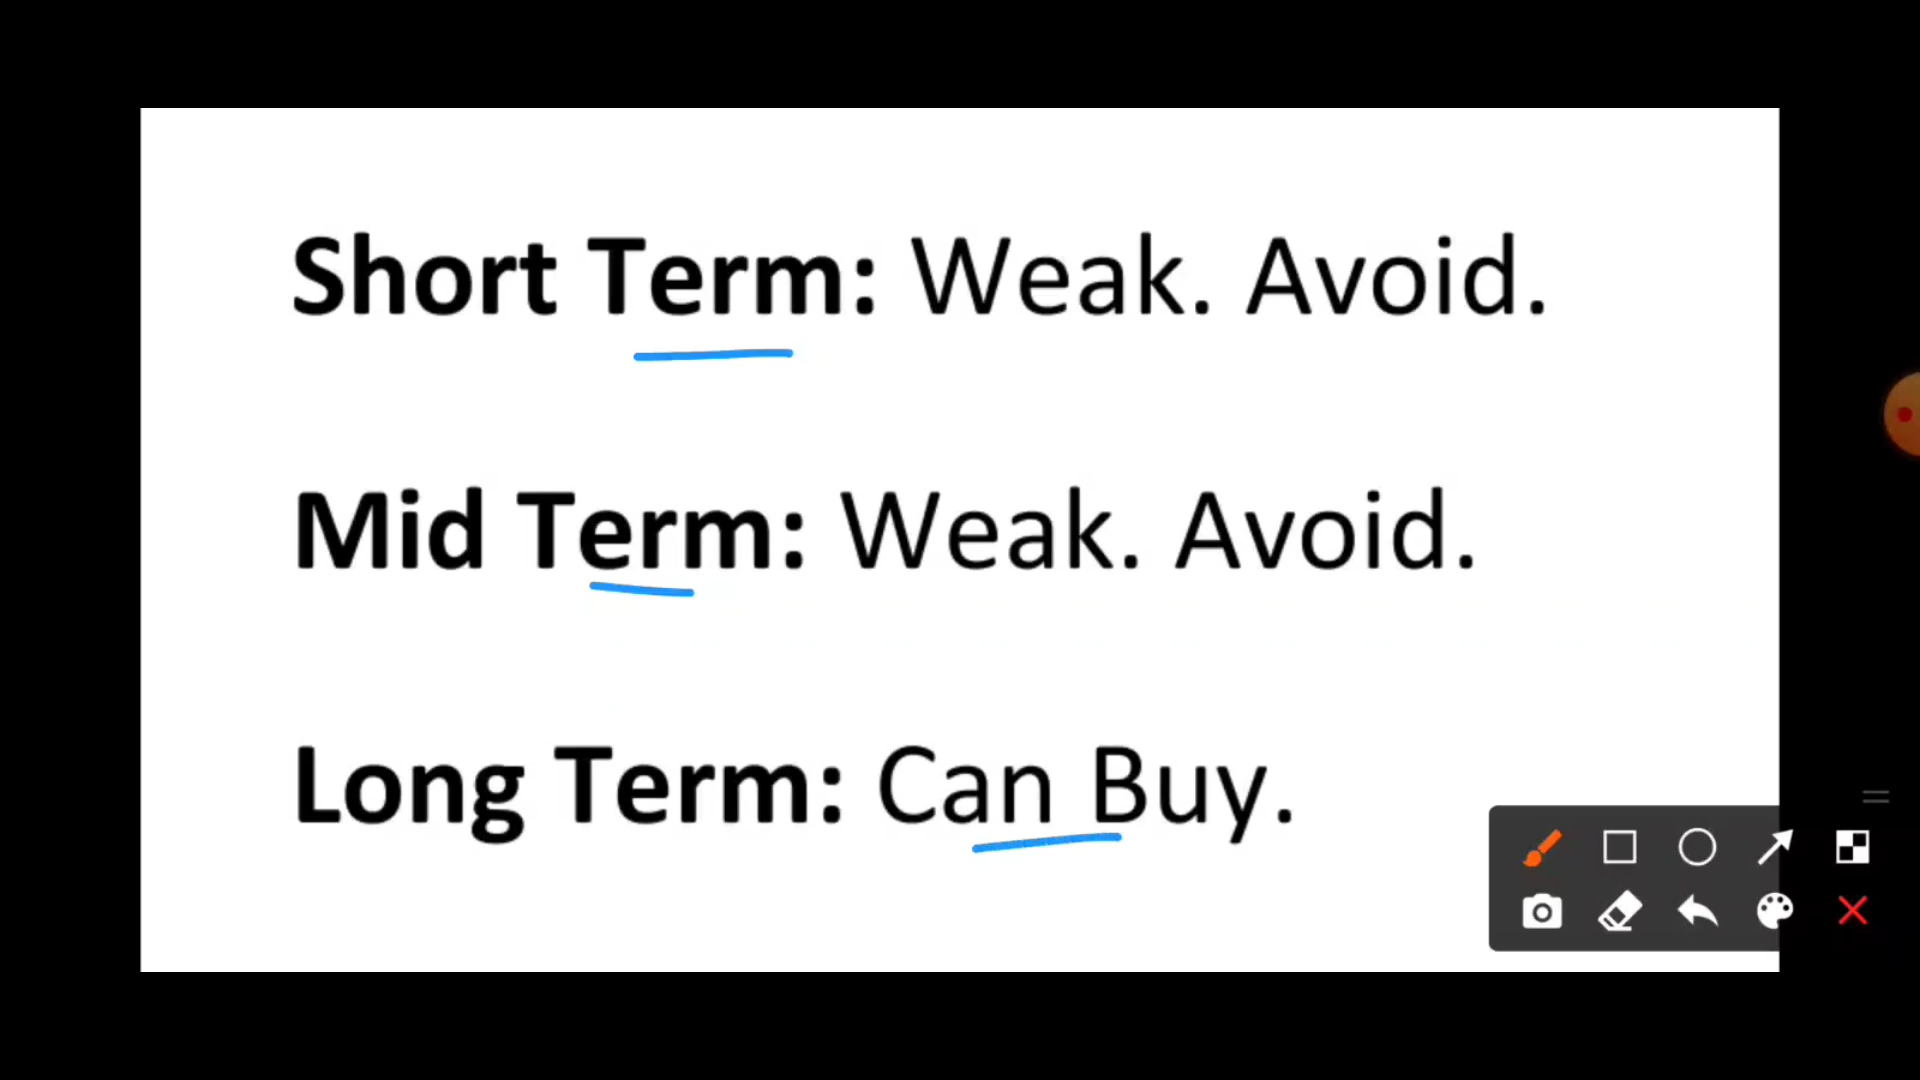 Short Term: Weak. Avoid.
Mid Term: Weak. Avoid.
Long Term: Can Buy.